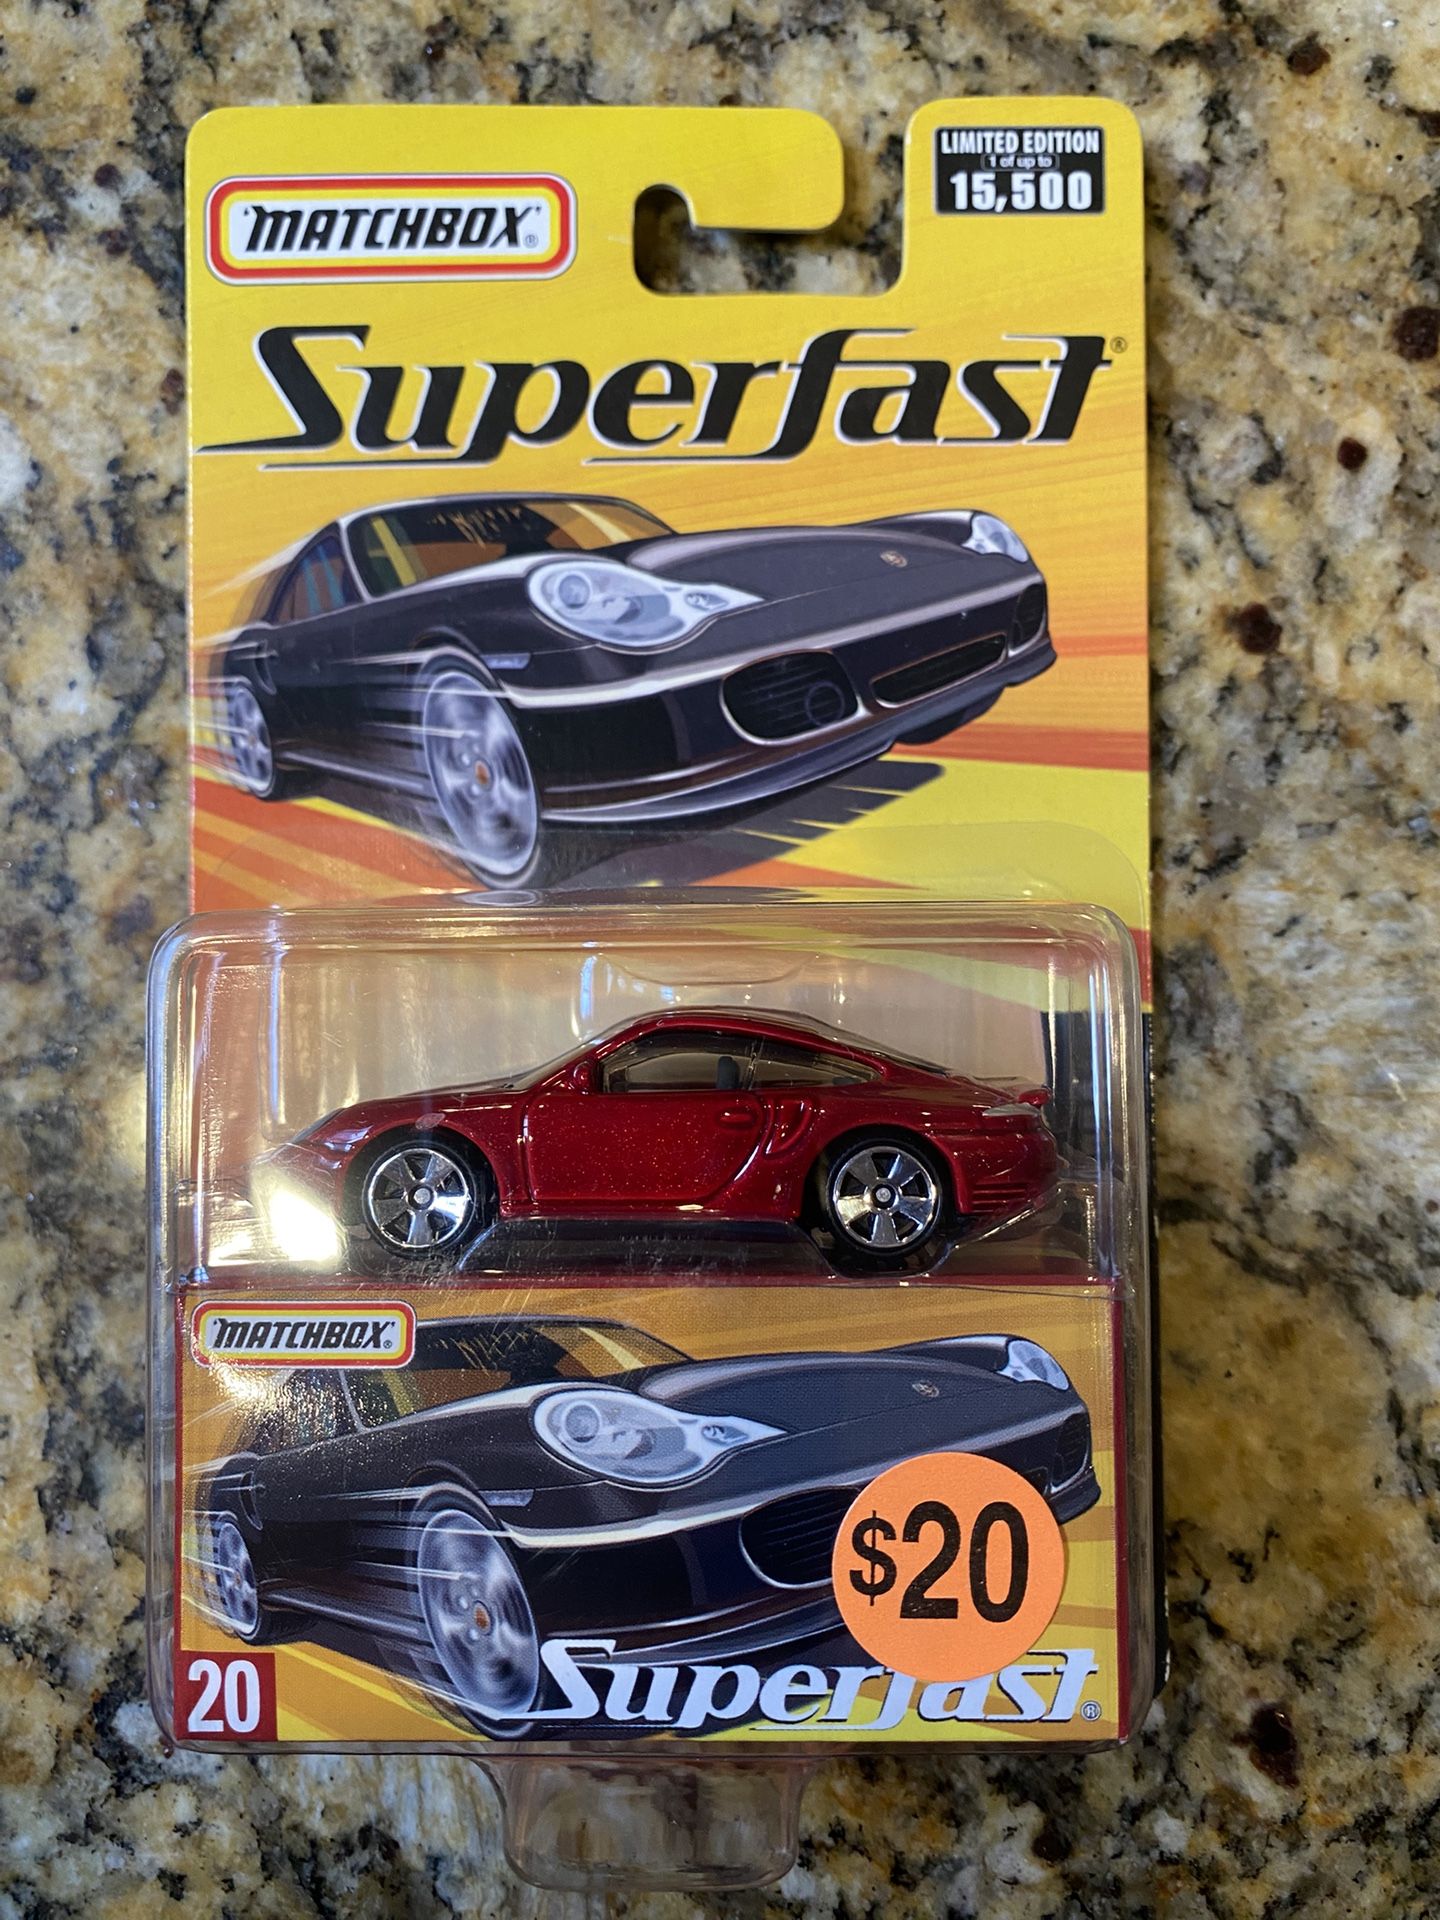 LIMITED EDITION
1 of up to
15,500
'MATCHBOX'®
Superfast®
'MATCHBOX'®
$20
20
Superfast®